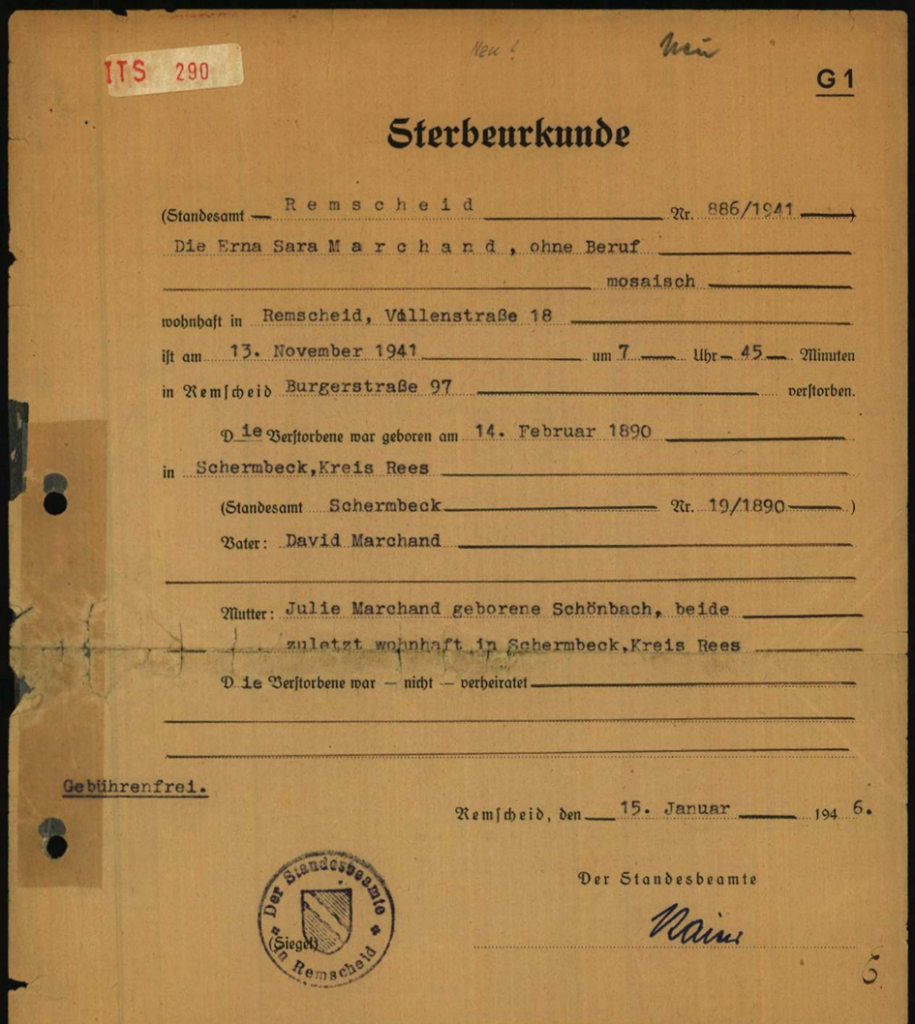 Neu!
Neu
ITS 290
G 1
Sterbeurkunde
(Standesamt Remscheid Nr. 886/1941)
Die Erna Sara Marchand, ohne Beruf
mosaisch
wohnhaft in Remscheid, Villenstraße 18
ist am 13. November 1941 um 7 Uhr 45 Minuten
in Remscheid Burgerstraße 97 verstorben.
Die Verstorbene war geboren am 14. Februar 1890
in Schermbeck,Kreis Rees
(Standesamt Schermbeck Nr. 19/1890)
Vater: David Marchand
Mutter: Julie Marchand geborene Schönbach, beide
zuletzt wohnhaft in Schermbeck,Kreis Rees
Die Verstorbene war — nicht — verheiratet
Gebührenfrei.
Remscheid, den 15. Januar 1946.
Der Standesbeamte
Der Standesbeamte
(Siegel)
in Remscheid